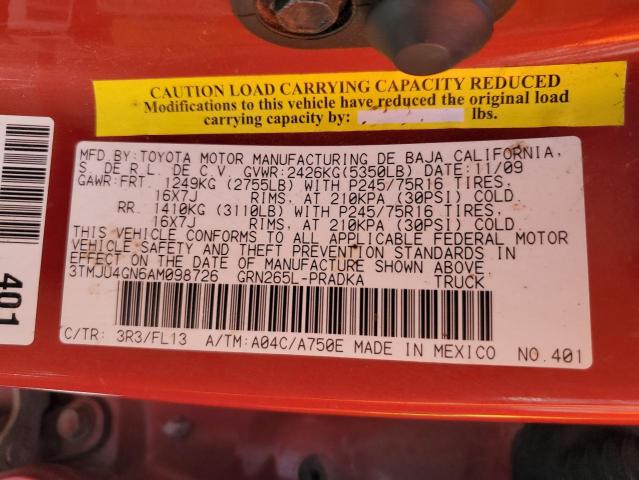 CAUTION LOAD CARRYING CAPACITY REDUCED
Modifications to this vehicle have reduced the original load
carrying capacity by: lbs.
MFD.BY:TOYOTA MOTOR MANUFACTURING DE BAJA CALIFORNIA,
S. DE R.L. DE C.V. GVWR:2426KG(5350LB) DATE:11/09
GAWR:FRT. 1249KG (2755LB) WITH P245/75R16 TIRES,
16X7J RIMS, AT 210KPA (30PSI) COLD
RR. 1410KG (3110LB) WITH P245/75R16 TIRES,
16X7J RIMS, AT 210KPA (30PSI) COLD
THIS VEHICLE CONFORMS TO ALL APPLICABLE FEDERAL MOTOR
VEHICLE SAFETY AND THEFT PREVENTION STANDARDS IN
EFFECT ON THE DATE OF MANUFACTURE SHOWN ABOVE.
3TMJU4GN6AM098726 GRN265L-PRADKA TRUCK
C/TR: 3R3/FL13 A/TM:A04C/A750E MADE IN MEXICO NO.401
401